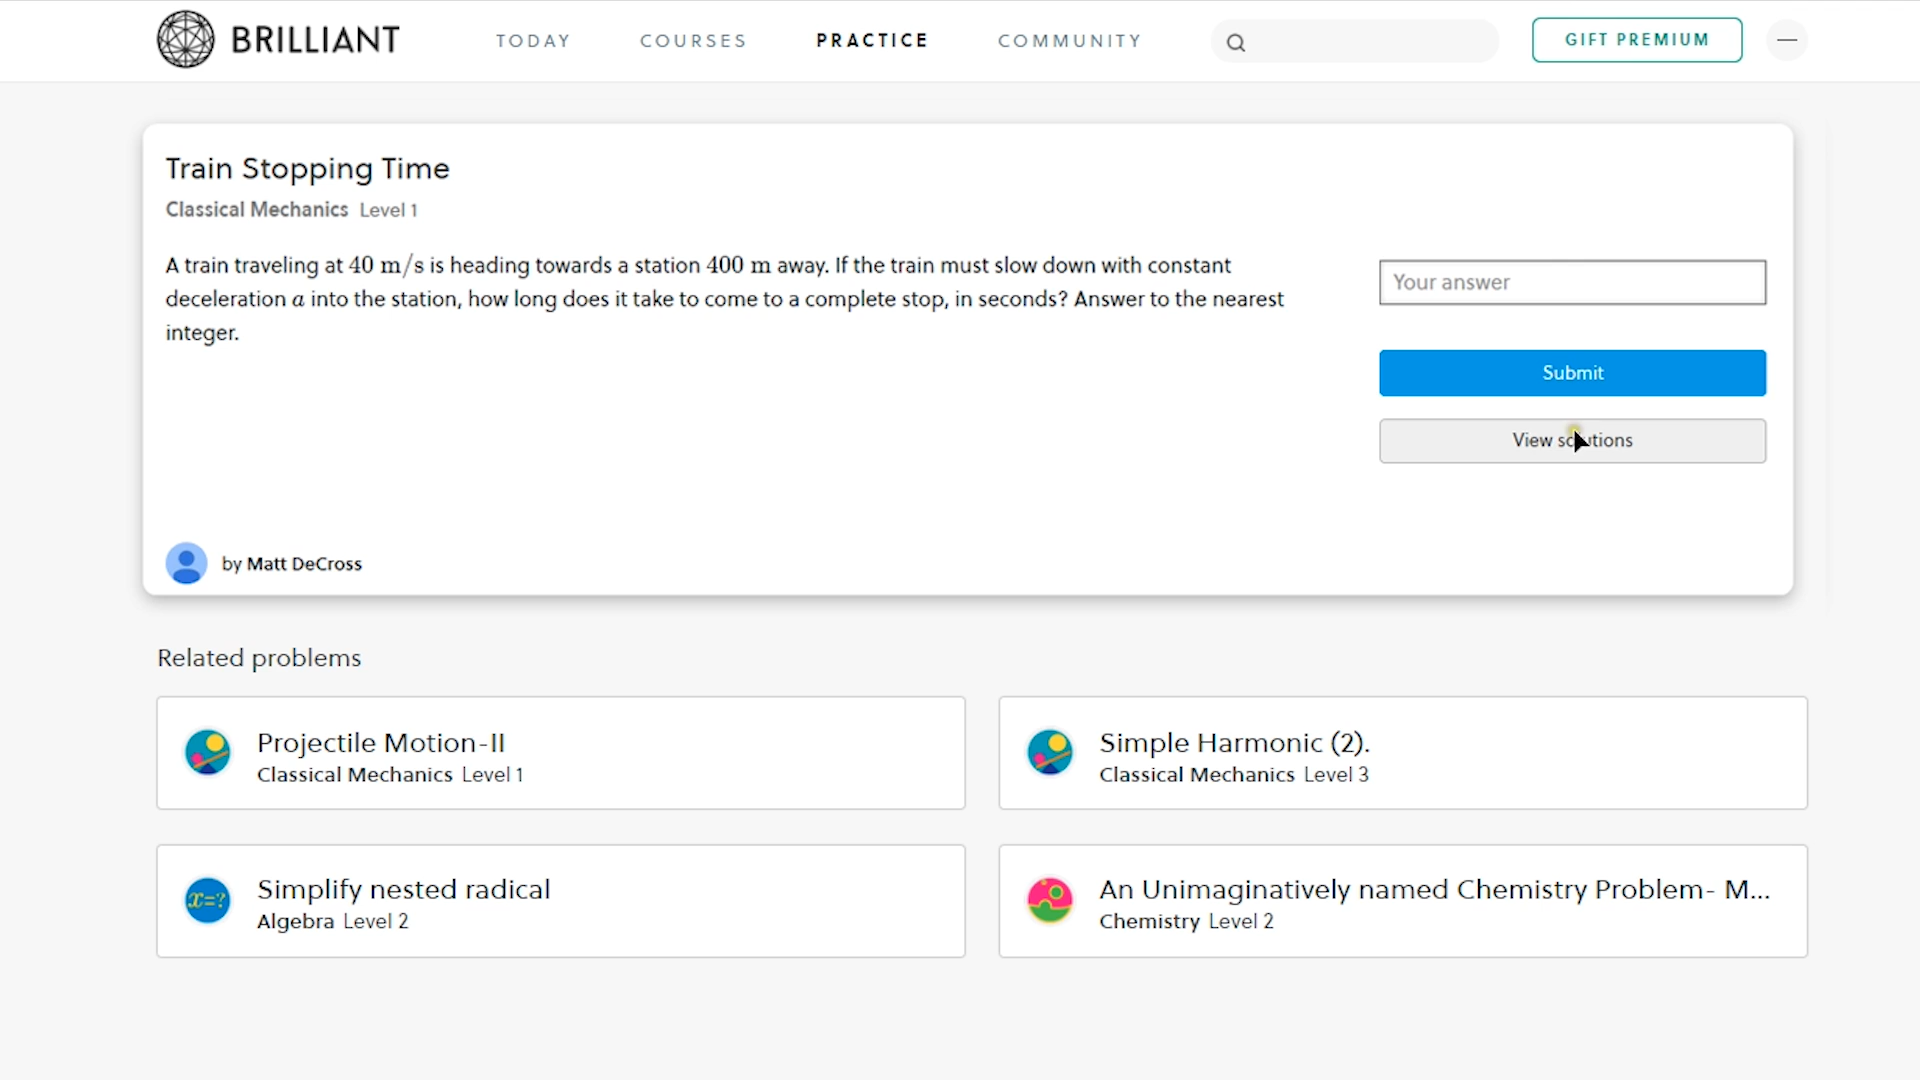 BRILLIANT
TODAY
COURSES
PRACTICE
COMMUNITY
GIFT PREMIUM
Train Stopping Time
Classical Mechanics Level 1
A train traveling at 40 m/s is heading towards a station 400 m away. If the train must slow down with constant
deceleration a into the station, how long does it take to come to a complete stop, in seconds? Answer to the nearest
integer.
Your answer
Submit
View solutions
by Matt DeCross
Related problems
Projectile Motion-II
Classical Mechanics Level 1
Simple Harmonic (2).
Classical Mechanics Level 3
x=?
Simplify nested radical
Algebra Level 2
An Unimaginatively named Chemistry Problem- M...
Chemistry Level 2